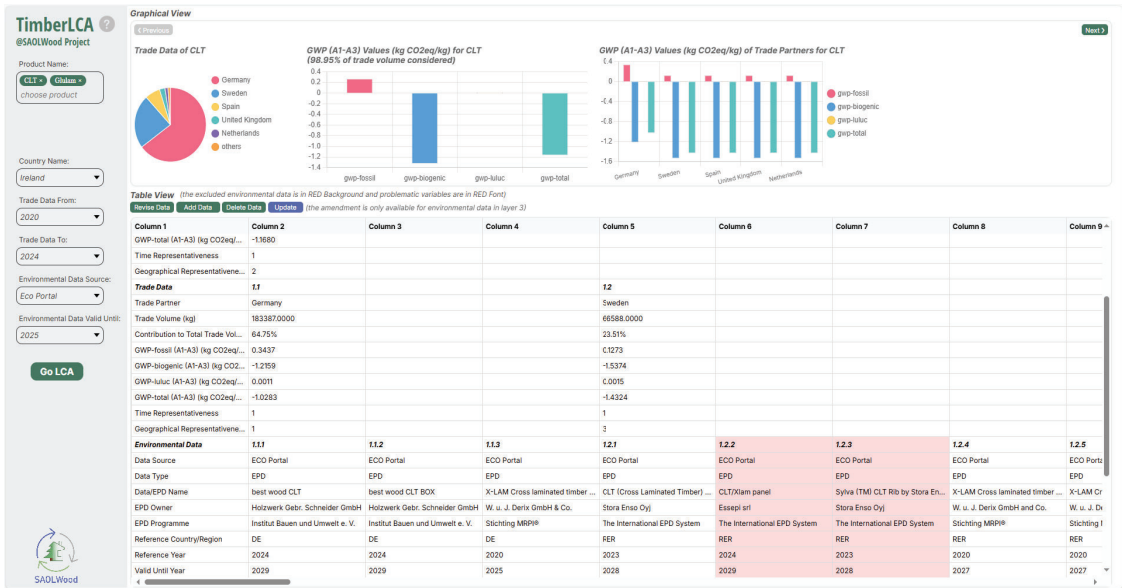 TimberLCA ?
@SAOLWood Project
Product Name:
CLT × Glulam ×
choose product
Country Name:
Ireland
Trade Data From:
2020
Trade Data To:
2024
Environmental Data Source:
Eco Portal
Environmental Data Valid Until:
2025
Go LCA
SAOLWood
Graphical View
❮ Previous
Next ❯
Trade Data of CLT
Germany
Sweden
Spain
United Kingdom
Netherlands
others
GWP (A1-A3) Values (kg CO2eq/kg) for CLT
(98.95% of trade volume considered)
0.4
0.2
0
-0.2
-0.4
-0.6
-0.8
-1.0
-1.2
-1.4
gwp-fossil gwp-biogenic gwp-luluc gwp-total
GWP (A1-A3) Values (kg CO2eq/kg) of Trade Partners for CLT
0.4
0
-0.4
-0.8
-1.2
-1.6
Germany Sweden Spain United Kingdom Netherlands
gwp-fossil
gwp-biogenic
gwp-luluc
gwp-total
Table View (the excluded environmental data is in RED Background and problematic variables are in RED Font)
Revise Data Add Data Delete Data Update (the amendment is only available for environmental data in layer 3)
Column 1 Column 2 Column 3 Column 4 Column 5 Column 6 Column 7 Column 8 Column 9
GWP-total (A1-A3) (kg CO2eq/... -1.1680
Time Representativeness 1
Geographical Representativene... 2
Trade Data 1.1 1.2
Trade Partner Germany Sweden
Trade Volume (kg) 183387.0000 66588.0000
Contribution to Total Trade Vol... 64.75% 23.51%
GWP-fossil (A1-A3) (kg CO2eq/... 0.3437 0.1273
GWP-biogenic (A1-A3) (kg CO2... -1.2159 -1.5374
GWP-luluc (A1-A3) (kg CO2eq/... 0.0011 0.0015
GWP-total (A1-A3) (kg CO2eq/... -1.0283 -1.4324
Time Representativeness 1 1
Geographical Representativene... 1 3
Environmental Data 1.1.1 1.1.2 1.1.3 1.2.1 1.2.2 1.2.3 1.2.4 1.2.5
Data Source ECO Portal ECO Portal ECO Portal ECO Portal ECO Portal ECO Portal ECO Portal ECO Porta
Data Type EPD EPD EPD EPD EPD EPD EPD EPD
Data/EPD Name best wood CLT best wood CLT BOX X-LAM Cross laminated timber ... CLT (Cross Laminated Timber) ... CLT/Xlam panel Sylva (TM) CLT Rib by Stora En... X-LAM Cross laminated timber ... X-LAM Cr
EPD Owner Holzwerk Gebr. Schneider GmbH Holzwerk Gebr. Schneider GmbH W. u. J. Derix GmbH & Co. Stora Enso Oyj Essepi srl Stora Enso Oyj W. u. J. Derix GmbH and Co. W. u. J. De
EPD Programme Institut Bauen und Umwelt e. V. Institut Bauen und Umwelt e. V. Stichting MRPI® The International EPD System The International EPD System The International EPD System Stichting MRPI® Stichting
Reference Country/Region DE DE DE RER RER RER RER RER
Reference Year 2024 2024 2020 2023 2024 2023 2020 2020
Valid Until Year 2029 2029 2025 2028 2029 2028 2027 2027